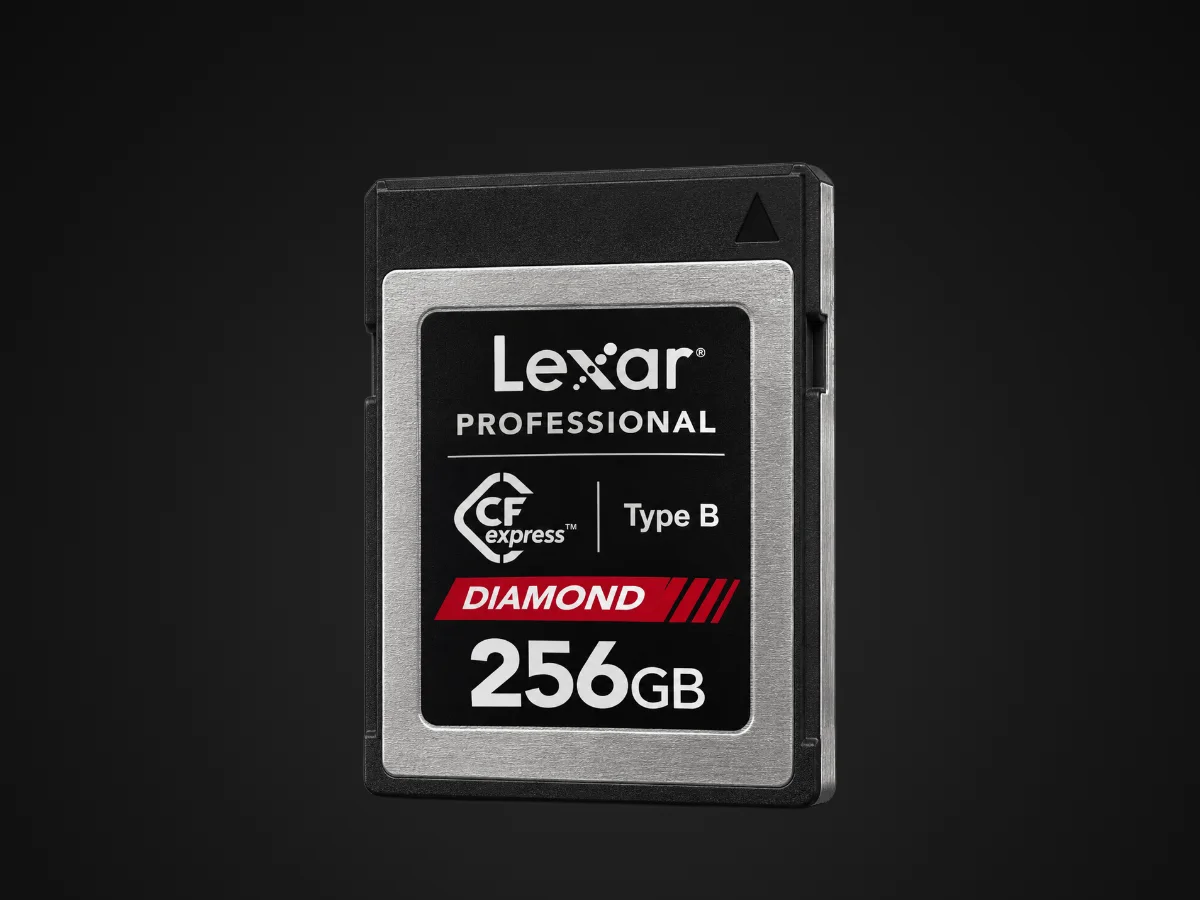 Lexar®
PROFESSIONAL
CF express™ | Type B
DIAMOND
256GB